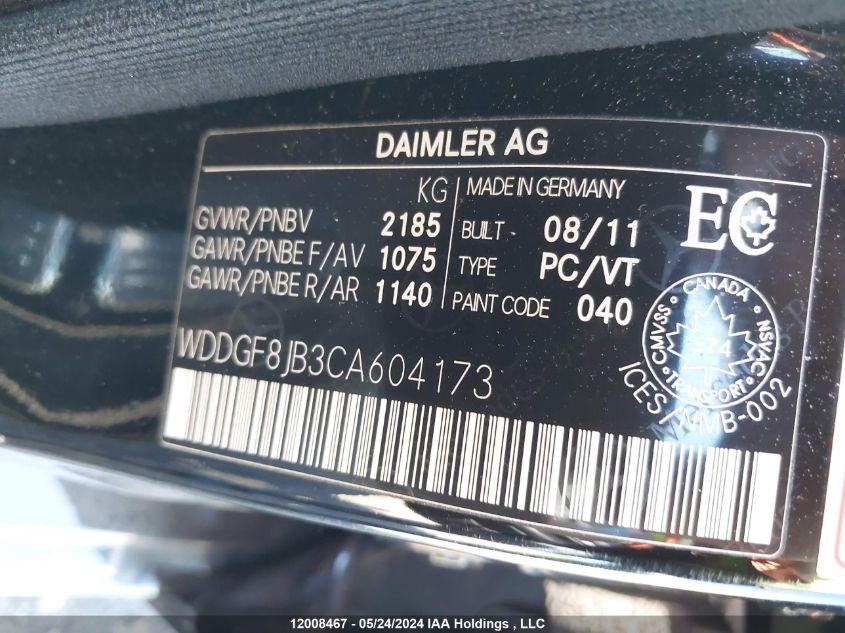 DAIMLER AG
KG
GVWR/PNBV 2185
GAWR/PNBE F/AV 1075
GAWR/PNBE R/AR 1140
MADE IN GERMANY
BUILT 08/11
TYPE PC/VT
PAINT CODE 040
EC
CANADA
CMVSS NSVAC
TRANSPORT
ICES/NMB-002
WDDGF8JB3CA604173
12008467 - 05/24/2024 IAA Holdings , LLC